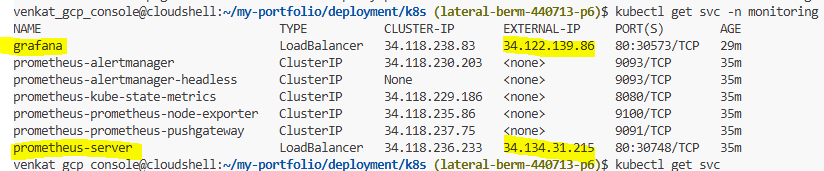 venkat_gcp_console@cloudshell:~/my-portfolio/deployment/k8s (lateral-berm-440713-p6)$ kubectl get svc -n monitoring
NAME TYPE CLUSTER-IP EXTERNAL-IP PORT(S) AGE
grafana LoadBalancer 34.118.238.83 34.122.139.86 80:30573/TCP 29m
prometheus-alertmanager ClusterIP 34.118.230.203 <none> 9093/TCP 35m
prometheus-alertmanager-headless ClusterIP None <none> 9093/TCP 35m
prometheus-kube-state-metrics ClusterIP 34.118.229.186 <none> 8080/TCP 35m
prometheus-prometheus-node-exporter ClusterIP 34.118.235.86 <none> 9100/TCP 35m
prometheus-prometheus-pushgateway ClusterIP 34.118.237.75 <none> 9091/TCP 35m
prometheus-server LoadBalancer 34.118.236.233 34.134.31.215 80:30748/TCP 35m
venkat_gcp_console@cloudshell:~/my-portfolio/deployment/k8s (lateral-berm-440713-p6)$ kubectl get svc